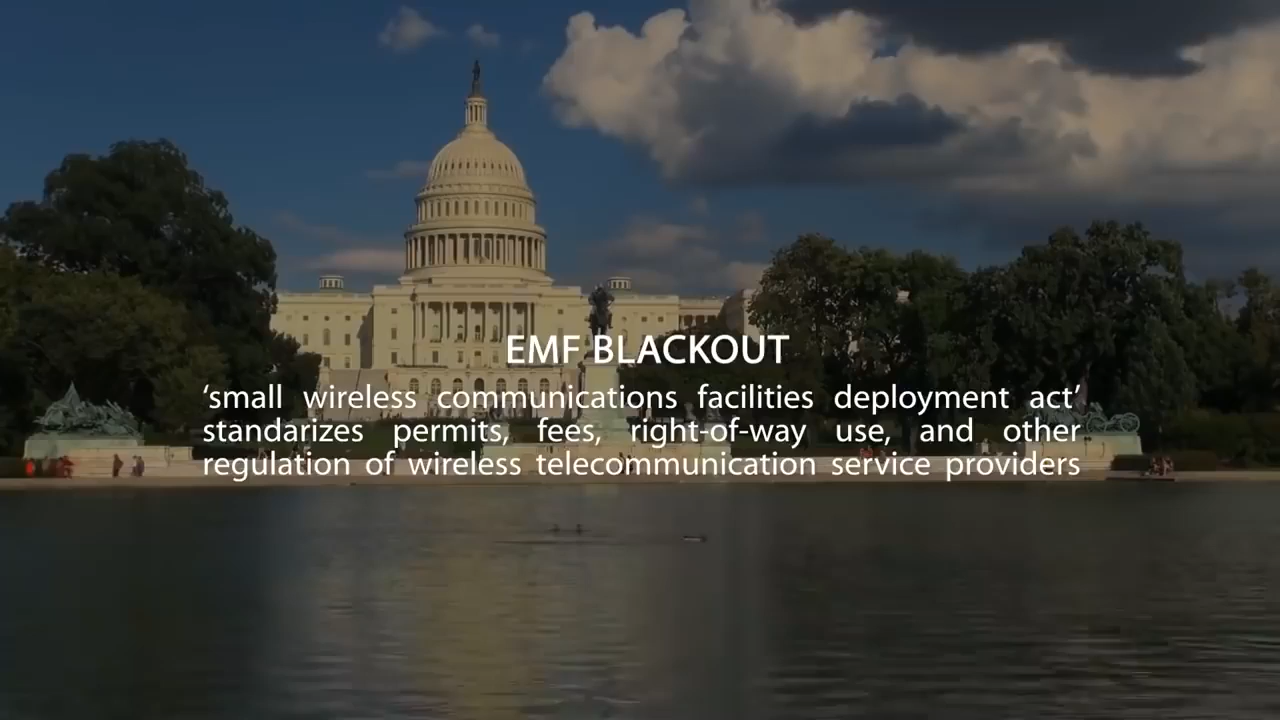 EMF BLACKOUT
‘small wireless communications facilities deployment act’
standarizes permits, fees, right-of-way use, and other
regulation of wireless telecommunication service providers